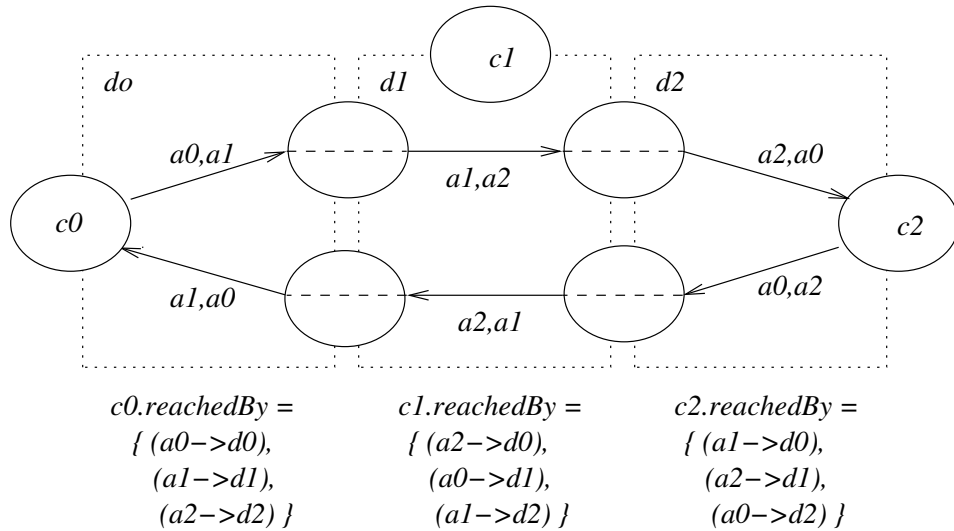 c1
do
d1
d2
a0,a1
a1,a2
a2,a0
c0
c2
a1,a0
a2,a1
a0,a2
c0.reachedBy =
{ (a0->d0),
(a1->d1),
(a2->d2) }
c1.reachedBy =
{ (a2->d0),
(a0->d1),
(a1->d2) }
c2.reachedBy =
{ (a1->d0),
(a2->d1),
(a0->d2) }